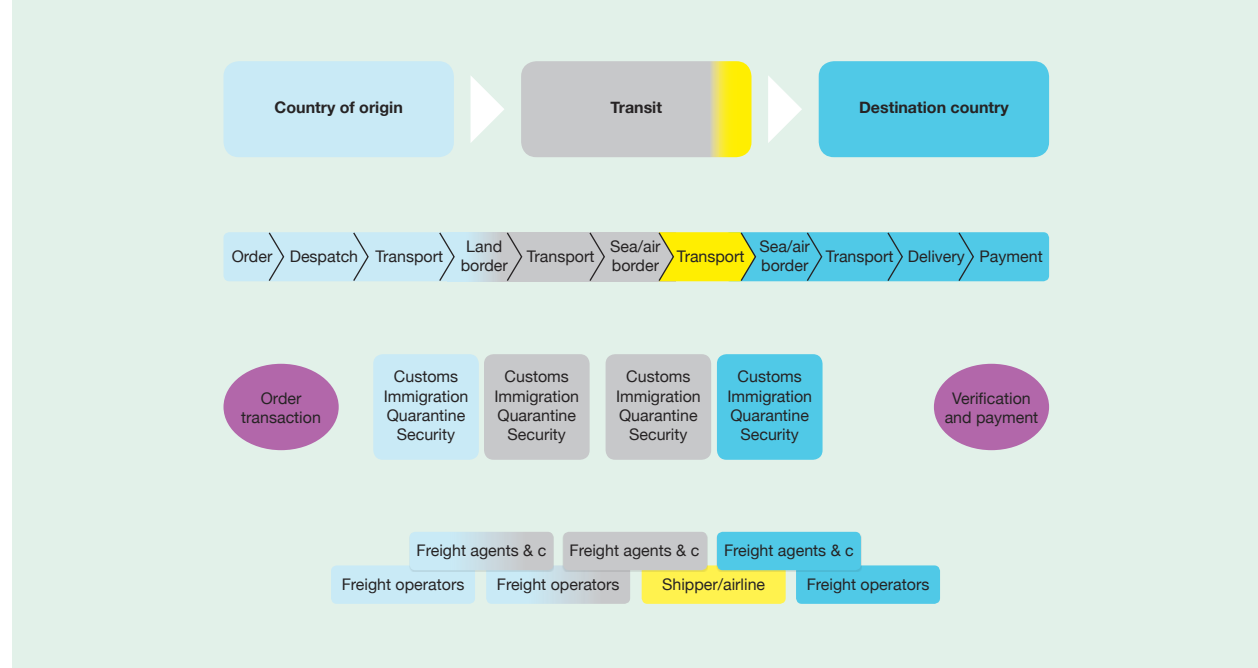 Country of origin
Transit
Destination country
Order
Despatch
Transport
Land
border
Transport
Sea/air
border
Transport
Sea/air
border
Transport
Delivery
Payment
Order
transaction
Customs
Immigration
Quarantine
Security
Customs
Immigration
Quarantine
Security
Customs
Immigration
Quarantine
Security
Customs
Immigration
Quarantine
Security
Verification
and payment
Freight agents & c
Freight agents & c
Freight agents & c
Freight operators
Freight operators
Shipper/airline
Freight operators